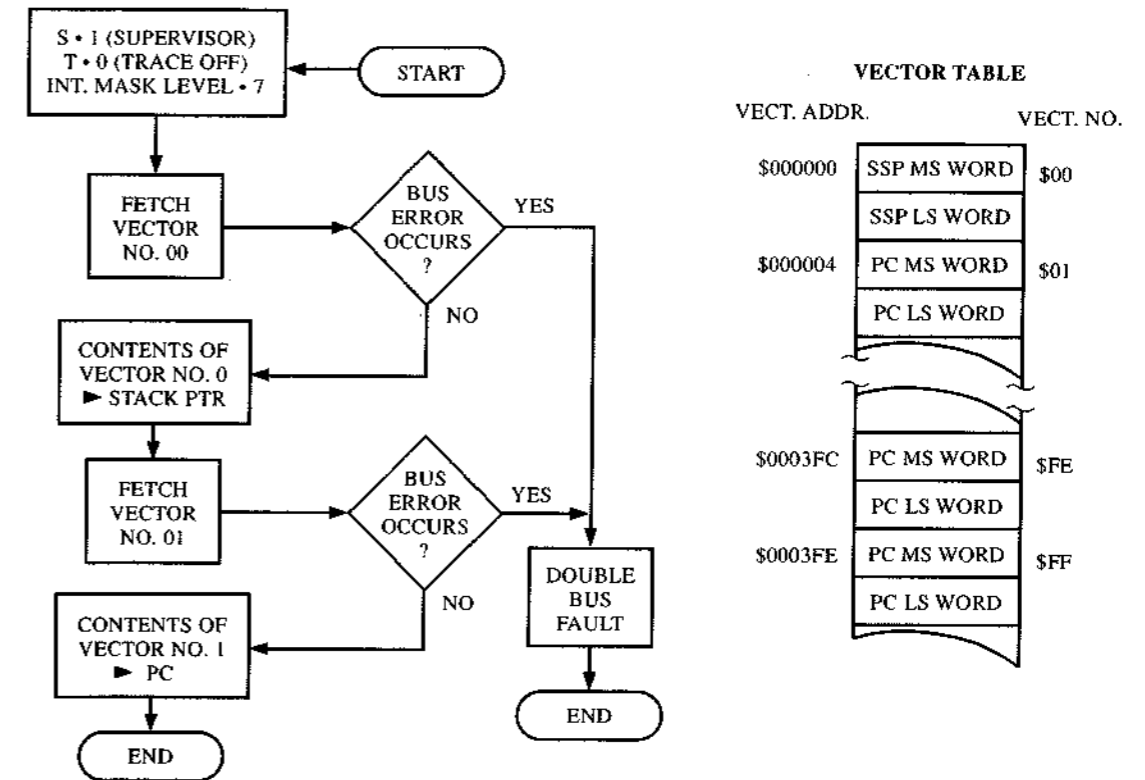 S • 1 (SUPERVISOR)
T • 0 (TRACE OFF)
INT. MASK LEVEL • 7
START
FETCH
VECTOR
NO. 00
BUS
ERROR
OCCURS
?
YES
NO
CONTENTS OF
VECTOR NO. 0
► STACK PTR
FETCH
VECTOR
NO. 01
BUS
ERROR
OCCURS
?
YES
NO
DOUBLE
BUS
FAULT
END
CONTENTS OF
VECTOR NO. 1
► PC
END
VECTOR TABLE
VECT. ADDR.
VECT. NO.
$000000 SSP MS WORD $00
SSP LS WORD
$000004 PC MS WORD $01
PC LS WORD
$0003FC PC MS WORD $FE
PC LS WORD
$0003FE PC MS WORD $FF
PC LS WORD